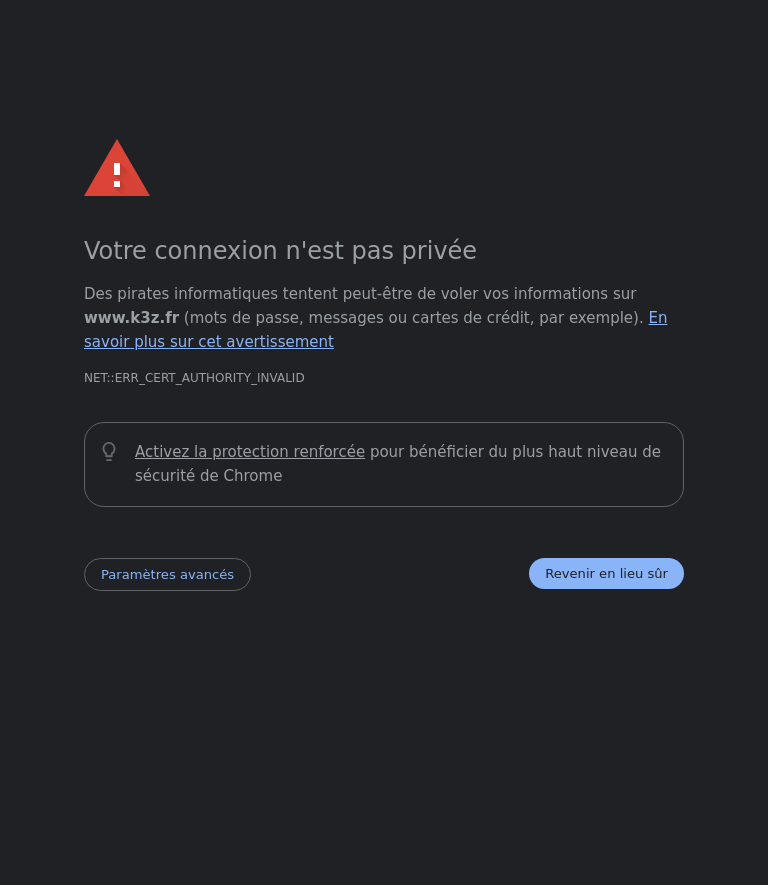 Votre connexion n'est pas privée
Des pirates informatiques tentent peut-être de voler vos informations sur
www.k3z.fr (mots de passe, messages ou cartes de crédit, par exemple). En
savoir plus sur cet avertissement
NET::ERR_CERT_AUTHORITY_INVALID
Activez la protection renforcée pour bénéficier du plus haut niveau de
sécurité de Chrome
Paramètres avancés
Revenir en lieu sûr